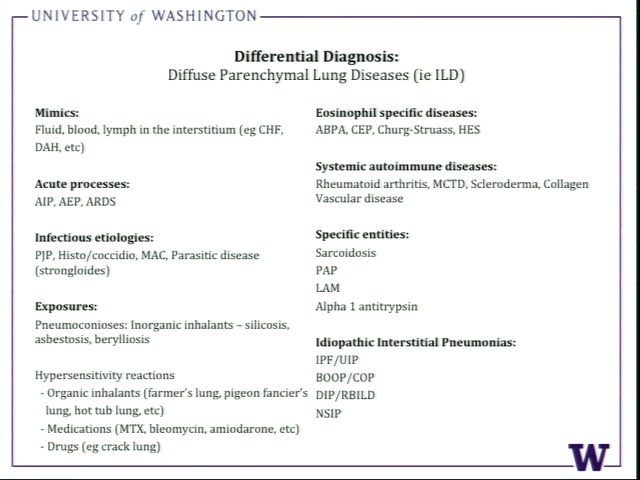 UNIVERSITY of WASHINGTON
Differential Diagnosis:
Diffuse Parenchymal Lung Diseases (ie ILD)
Mimics:
Fluid, blood, lymph in the interstitium (eg CHF,
DAH, etc)
Acute processes:
AIP, AEP, ARDS
Infectious etiologies:
PJP, Histo/coccidio, MAC, Parasitic disease
(strongloides)
Exposures:
Pneumoconioses: Inorganic inhalants – silicosis,
asbestosis, berylliosis
Hypersensitivity reactions
- Organic inhalants (farmer's lung, pigeon fancier's
lung, hot tub lung, etc)
- Medications (MTX, bleomycin, amiodarone, etc)
- Drugs (eg crack lung)
Eosinophil specific diseases:
ABPA, CEP, Churg-Struass, HES
Systemic autoimmune diseases:
Rheumatoid arthritis, MCTD, Scleroderma, Collagen
Vascular disease
Specific entities:
Sarcoidosis
PAP
LAM
Alpha 1 antitrypsin
Idiopathic Interstitial Pneumonias:
IPF/UIP
BOOP/COP
DIP/RBILD
NSIP
W